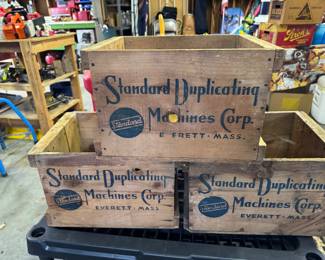 Standard Duplicating
Machines Corp.
Standard
E ERETT · MASS.
Standard Duplicating
Machines Corp.
Standard
EVERETT · MASS
Standard Duplicating
Machines Corp.
Standard
EVERETT · MASS.